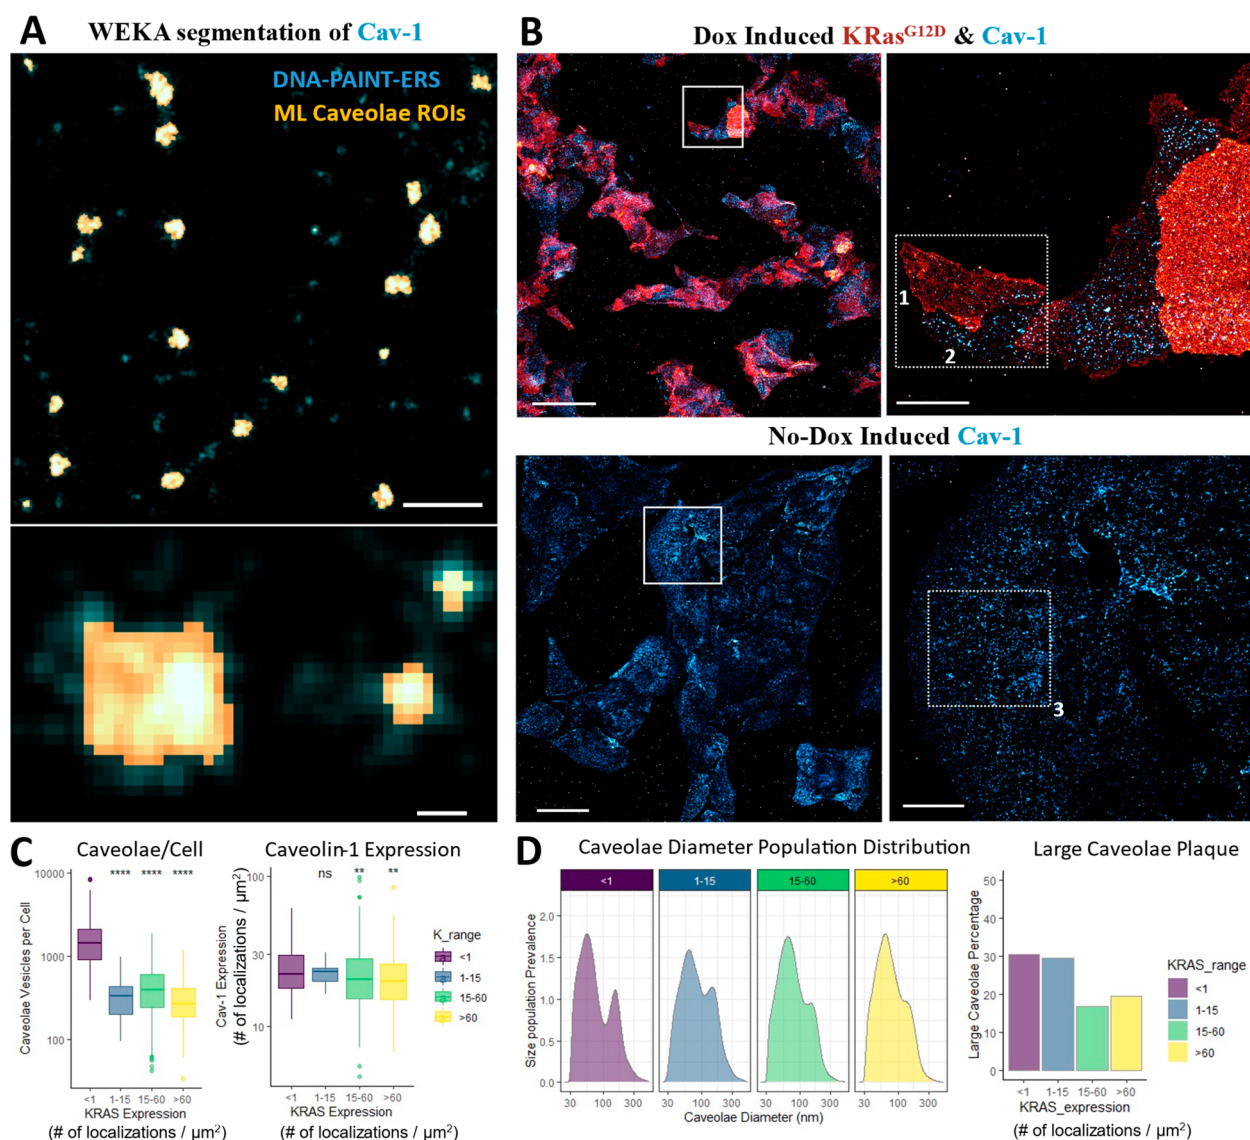 A
WEKA segmentation of Cav-1
DNA-PAINT-ERS
ML Caveolae ROIs
B
Dox Induced KRasG12D & Cav-1
1
2
No-Dox Induced Cav-1
3
C
Caveolae/Cell
Caveolae Vesicles per Cell
10000
1000
100
**** **** ****
<1 1-15 15-60 >60
KRAS Expression
(# of localizations / µm²)
Caveolin-1 Expression
Cav-1 Expression
(# of localizations / µm²)
100
30
10
ns ** **
<1 1-15 15-60 >60
KRAS Expression
(# of localizations / µm²)
K_range
<1
1-15
15-60
>60
D
Caveolae Diameter Population Distribution
<1 1-15 15-60 >60
Size population Prevalence
2.0
1.5
1.0
0.5
0.0
30 100 300 30 100 300 30 100 300 30 100 300
Caveolae Diameter (nm)
Large Caveolae Plaque
Large Caveolae Percentage
50
40
30
20
10
0
<1 1-15 15-60 >60
KRAS_expression
(# of localizations / µm²)
KRAS_range
<1
1-15
15-60
>60